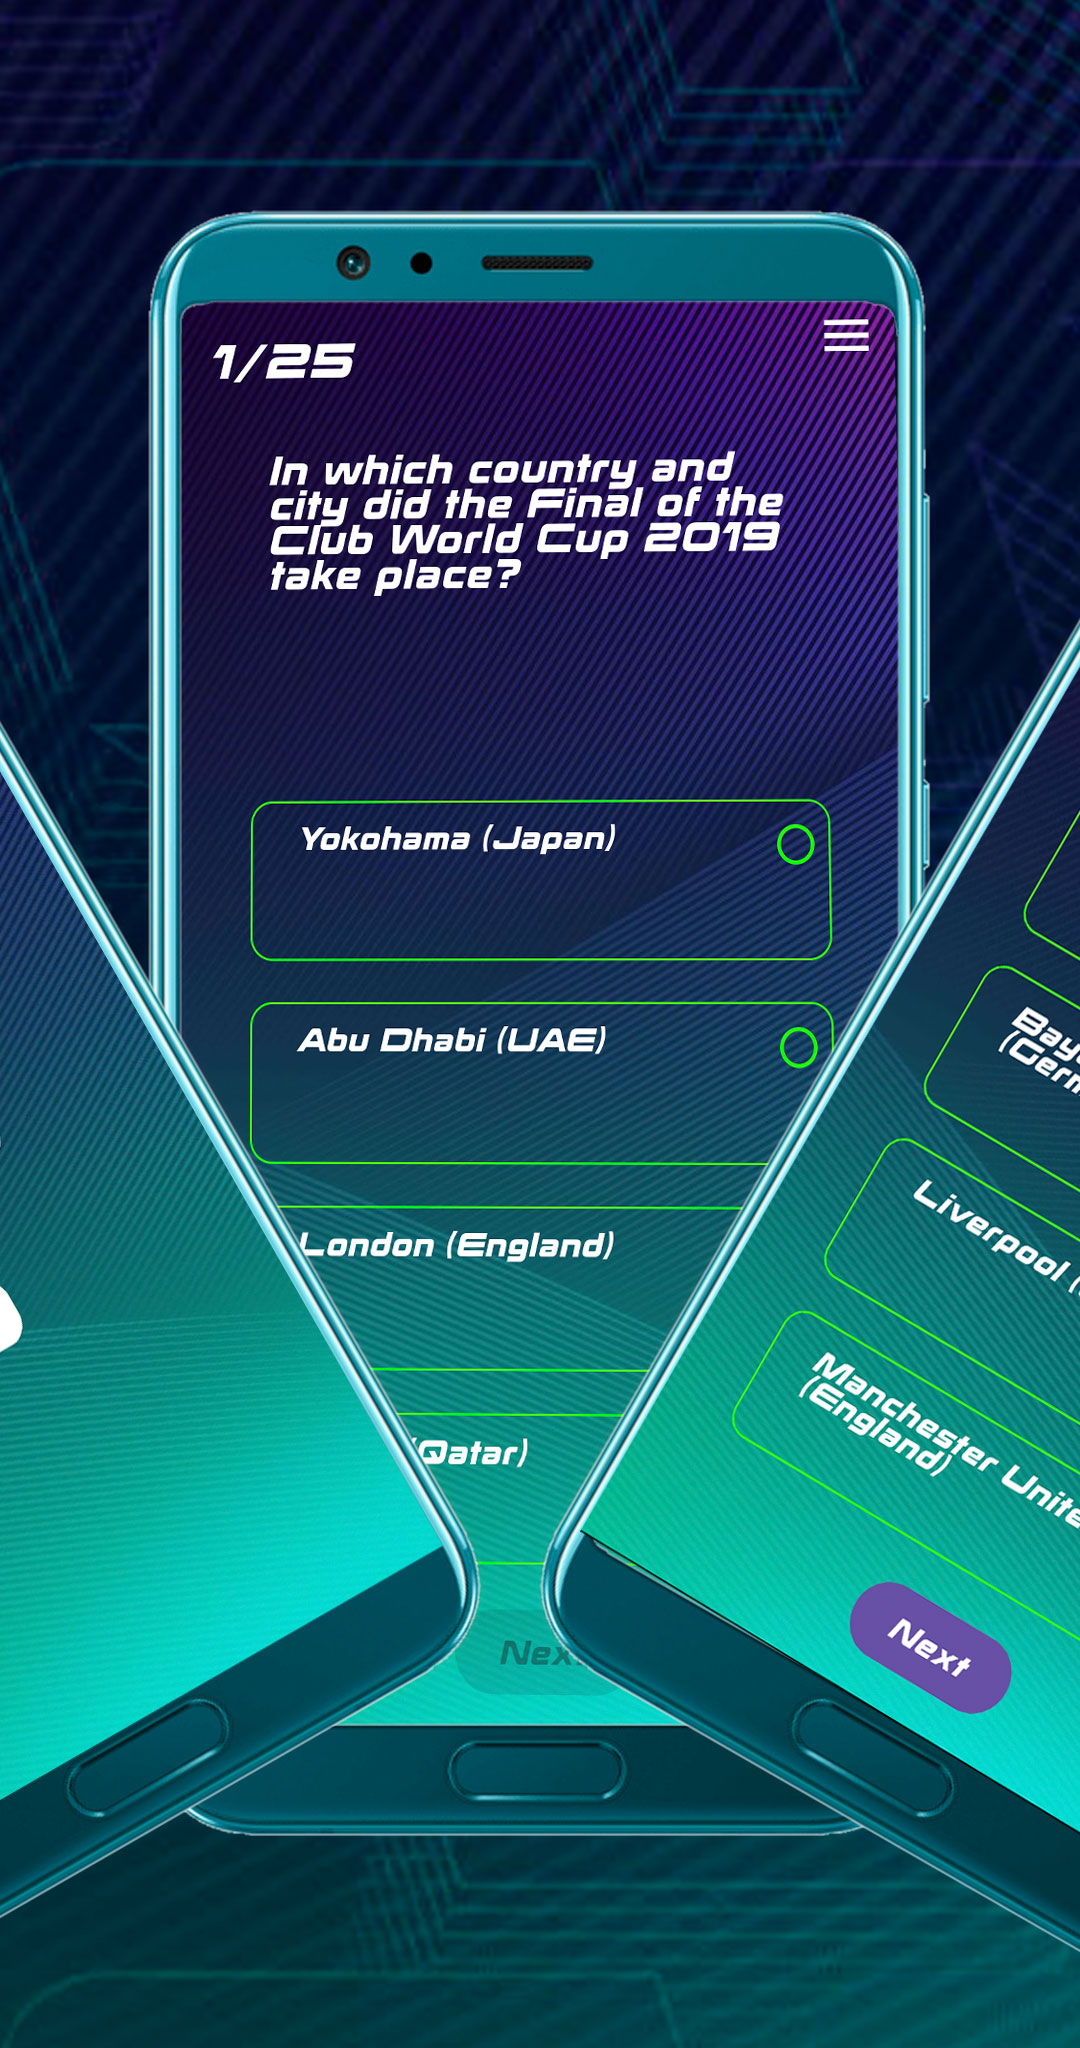 1/25
In which country and
city did the Final of the
Club World Cup 2019
take place?
Yokohama (Japan)
Abu Dhabi (UAE)
London (England)
(Qatar)
Liverpool
Manchester
(England)
Next